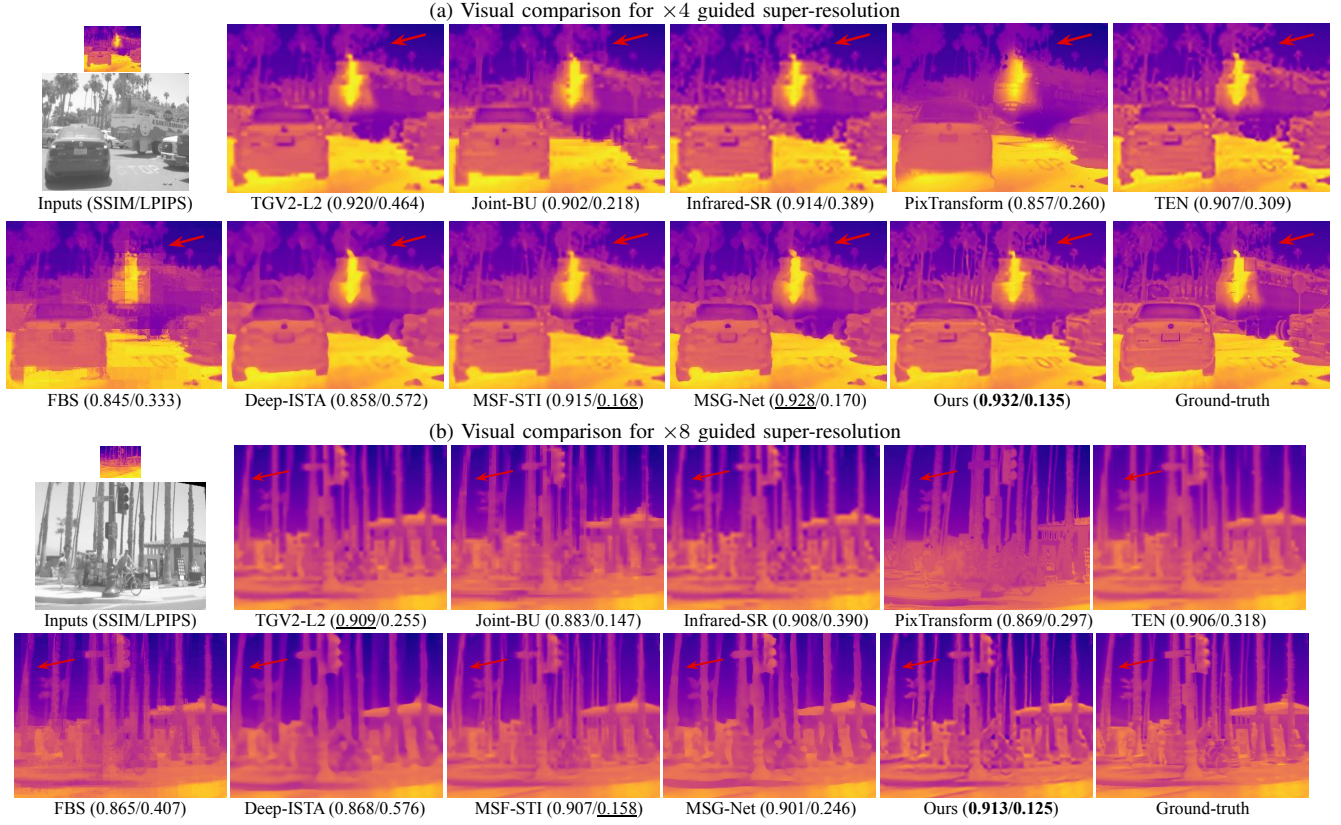 (a) Visual comparison for ×4 guided super-resolution
Inputs (SSIM/LPIPS)
TGV2-L2 (0.920/0.464)
Joint-BU (0.902/0.218)
Infrared-SR (0.914/0.389)
PixTransform (0.857/0.260)
TEN (0.907/0.309)
FBS (0.845/0.333)
Deep-ISTA (0.858/0.572)
MSF-STI (0.915/0.168)
MSG-Net (0.928/0.170)
Ours (0.932/0.135)
Ground-truth
(b) Visual comparison for ×8 guided super-resolution
Inputs (SSIM/LPIPS)
TGV2-L2 (0.909/0.255)
Joint-BU (0.883/0.147)
Infrared-SR (0.908/0.390)
PixTransform (0.869/0.297)
TEN (0.906/0.318)
FBS (0.865/0.407)
Deep-ISTA (0.868/0.576)
MSF-STI (0.907/0.158)
MSG-Net (0.901/0.246)
Ours (0.913/0.125)
Ground-truth